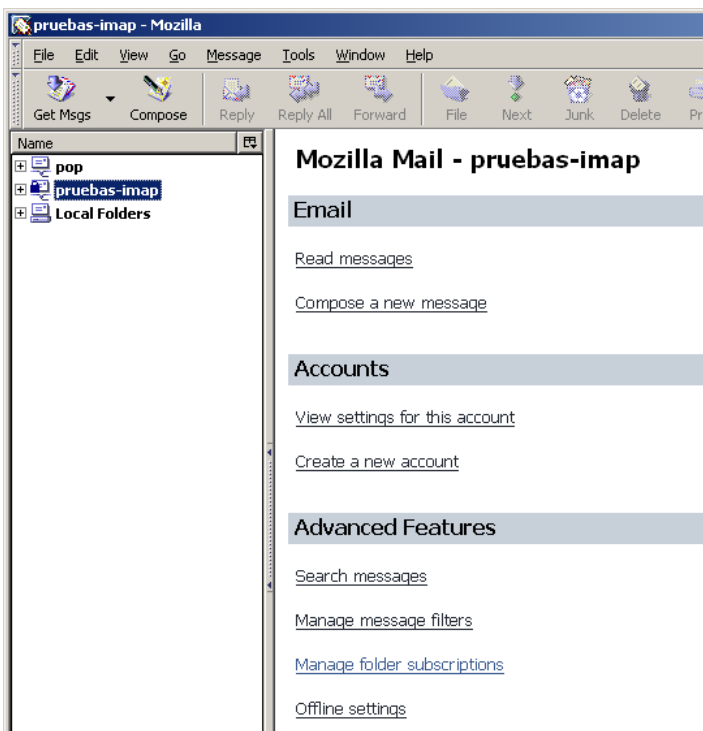 pruebas-imap - Mozilla
File Edit View Go Message Tools Window Help
Get Msgs Compose Reply Reply All Forward File Next Junk Delete
Name
pop
pruebas-imap
Local Folders
Mozilla Mail - pruebas-imap
Email
Read messages
Compose a new message
Accounts
View settings for this account
Create a new account
Advanced Features
Search messages
Manage message filters
Manage folder subscriptions
Offline settings